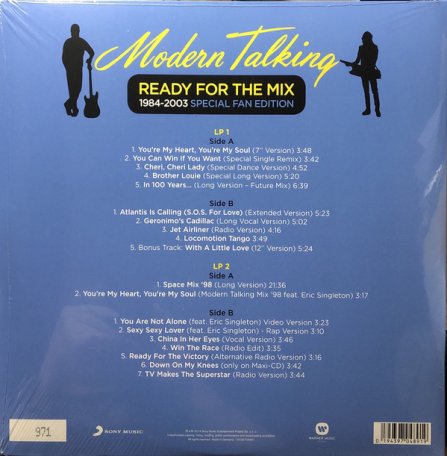 Modern Talking
READY FOR THE MIX
1984-2003 SPECIAL FAN EDITION
LP 1
Side A
1. You're My Heart, You're My Soul (7" Version) 3:48
2. You Can Win If You Want (Special Single Remix) 3:42
3. Cheri, Cheri Lady (Special Dance Version) 4:52
4. Brother Louie (Special Long Version) 5:20
5. In 100 Years... (Long Version – Future Mix) 6:39
Side B
1. Atlantis Is Calling (S.O.S. For Love) (Extended Version) 5:23
2. Geronimo's Cadillac (Long Vocal Version) 5:02
3. Jet Airliner (Radio Version) 4:16
4. Locomotion Tango 3:49
5. Bonus Track: With A Little Love (12" Version) 5:24
LP 2
Side A
1. Space Mix '98 (Long Version) 21:36
2. You're My Heart, You're My Soul (Modern Talking Mix '98 feat. Eric Singleton) 3:17
Side B
1. You Are Not Alone (feat. Eric Singleton) Video Version 3:23
2. Sexy Sexy Lover (feat. Eric Singleton) - Rap Version 3:10
3. China In Her Eyes (Vocal Version) 3:46
4. Win The Race (Radio Edit) 3:35
5. Ready For The Victory (Alternative Radio Version) 3:16
6. Down On My Knees (only on Maxi-CD) 3:42
7. TV Makes The Superstar (Radio Version) 3:44
971
SONY MUSIC
WARNER MUSIC